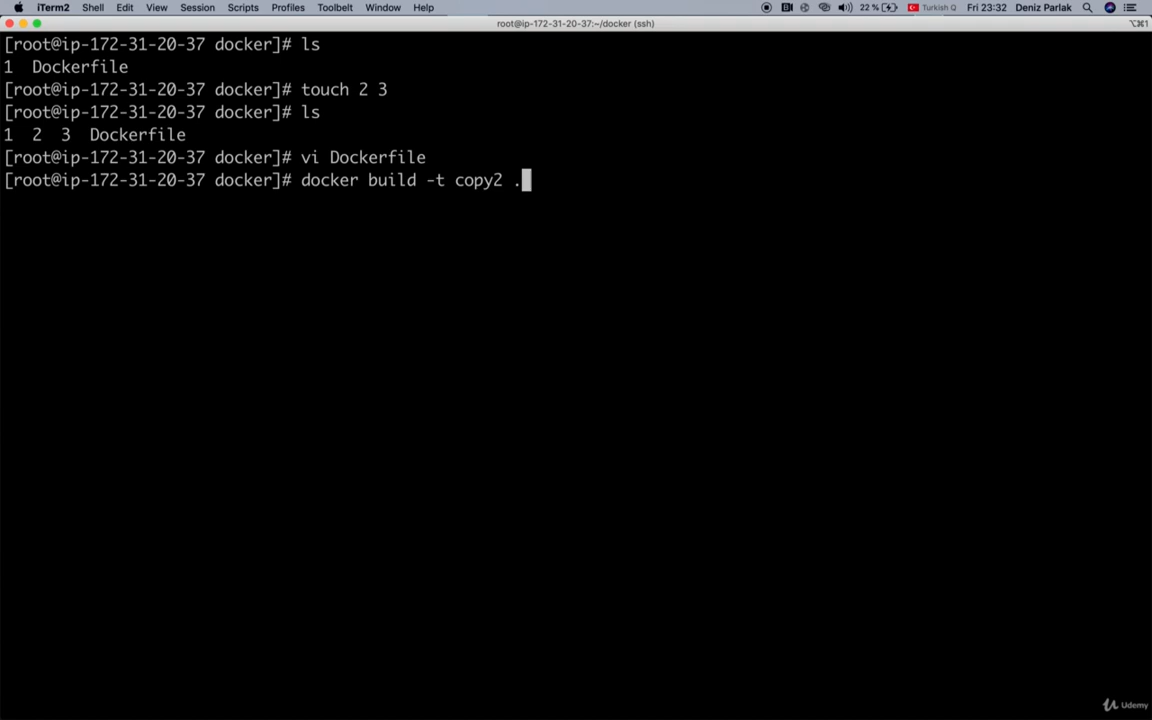 iTerm2 Shell Edit View Session Scripts Profiles Toolbelt Window Help 22 % Turkish Q Fri 23:32 Deniz Parlak
root@ip-172-31-20-37:~/docker (ssh) ⌥⌘1
[root@ip-172-31-20-37 docker]# ls
1 Dockerfile
[root@ip-172-31-20-37 docker]# touch 2 3
[root@ip-172-31-20-37 docker]# ls
1 2 3 Dockerfile
[root@ip-172-31-20-37 docker]# vi Dockerfile
[root@ip-172-31-20-37 docker]# docker build -t copy2 .
Udemy